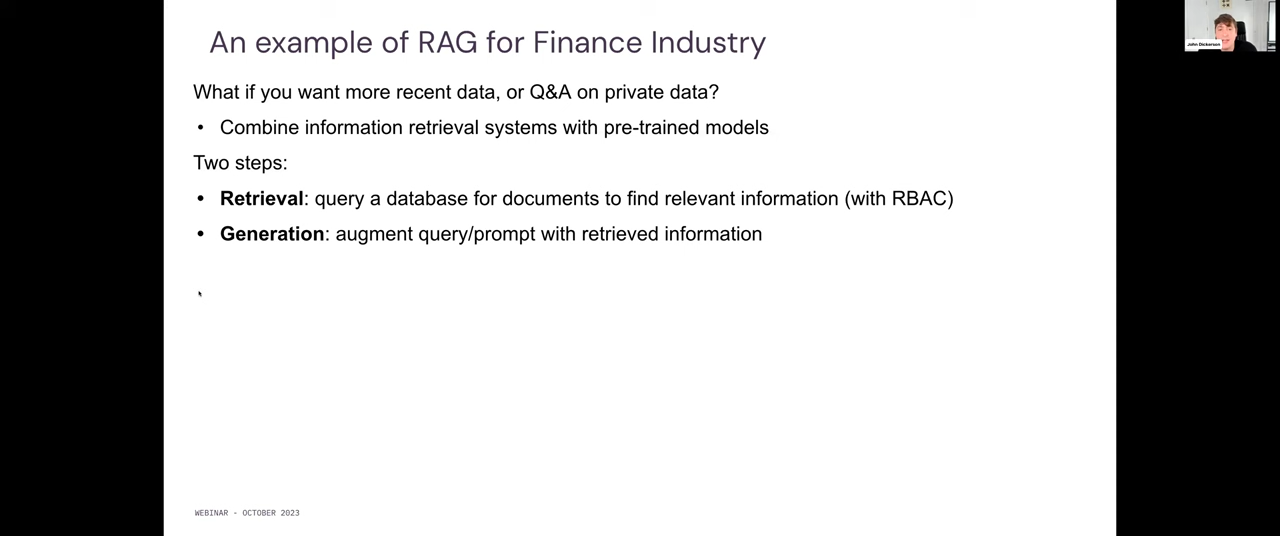 An example of RAG for Finance Industry
John Dickerson
What if you want more recent data, or Q&A on private data?
• Combine information retrieval systems with pre-trained models
Two steps:
• Retrieval: query a database for documents to find relevant information (with RBAC)
• Generation: augment query/prompt with retrieved information
WEBINAR - OCTOBER 2023